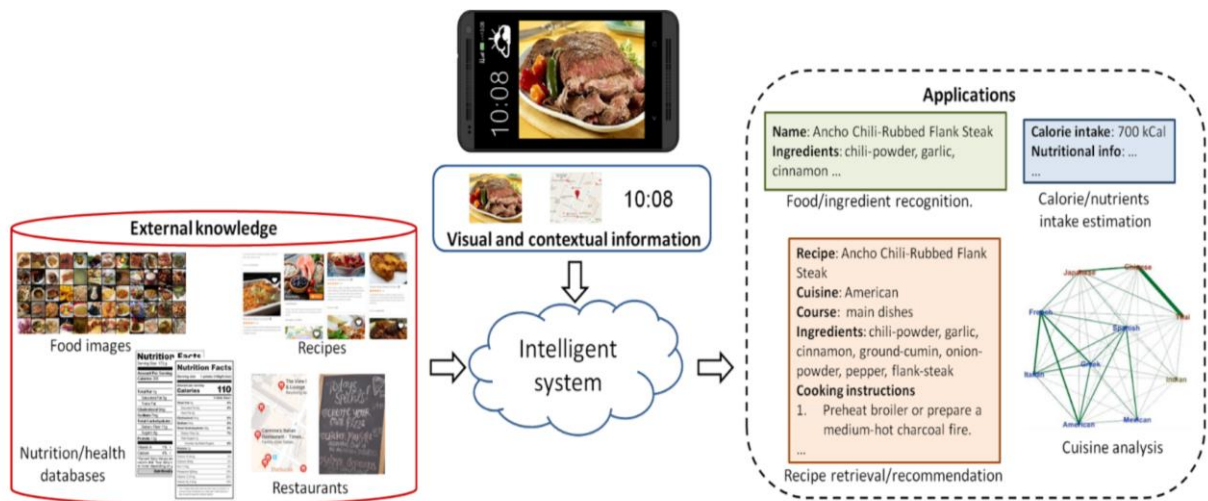 10:08
10:08
Visual and contextual information
External knowledge
Food images
Recipes
Nutrition Facts
Nutrition Facts
Calories 110
Nutrition/health
databases
Restaurants
Intelligent
system
Applications
Name: Ancho Chili-Rubbed Flank Steak
Ingredients: chili-powder, garlic,
cinnamon ...
Food/ingredient recognition.
Calorie intake: 700 kCal
Nutritional info: ...
...
Calorie/nutrients
intake estimation
Recipe: Ancho Chili-Rubbed Flank
Steak
Cuisine: American
Course: main dishes
Ingredients: chili-powder, garlic,
cinnamon, ground-cumin, onion-
powder, pepper, flank-steak
Cooking instructions
1. Preheat broiler or prepare a
medium-hot charcoal fire.
...
Recipe retrieval/recommendation
Japanese
Chinese
French
Spanish
Thai
Greek
Italian
Indian
American
Mexican
Cuisine analysis